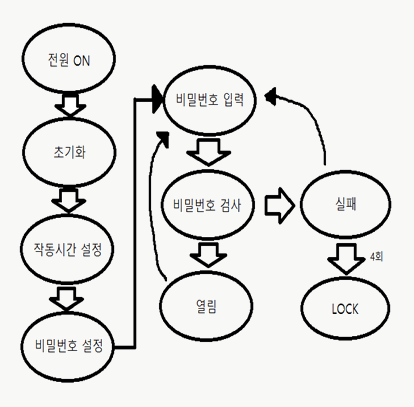 전원 ON
초기화
작동시간 설정
비밀번호 설정
비밀번호 입력
비밀번호 검사
열림
실패
4회
LOCK